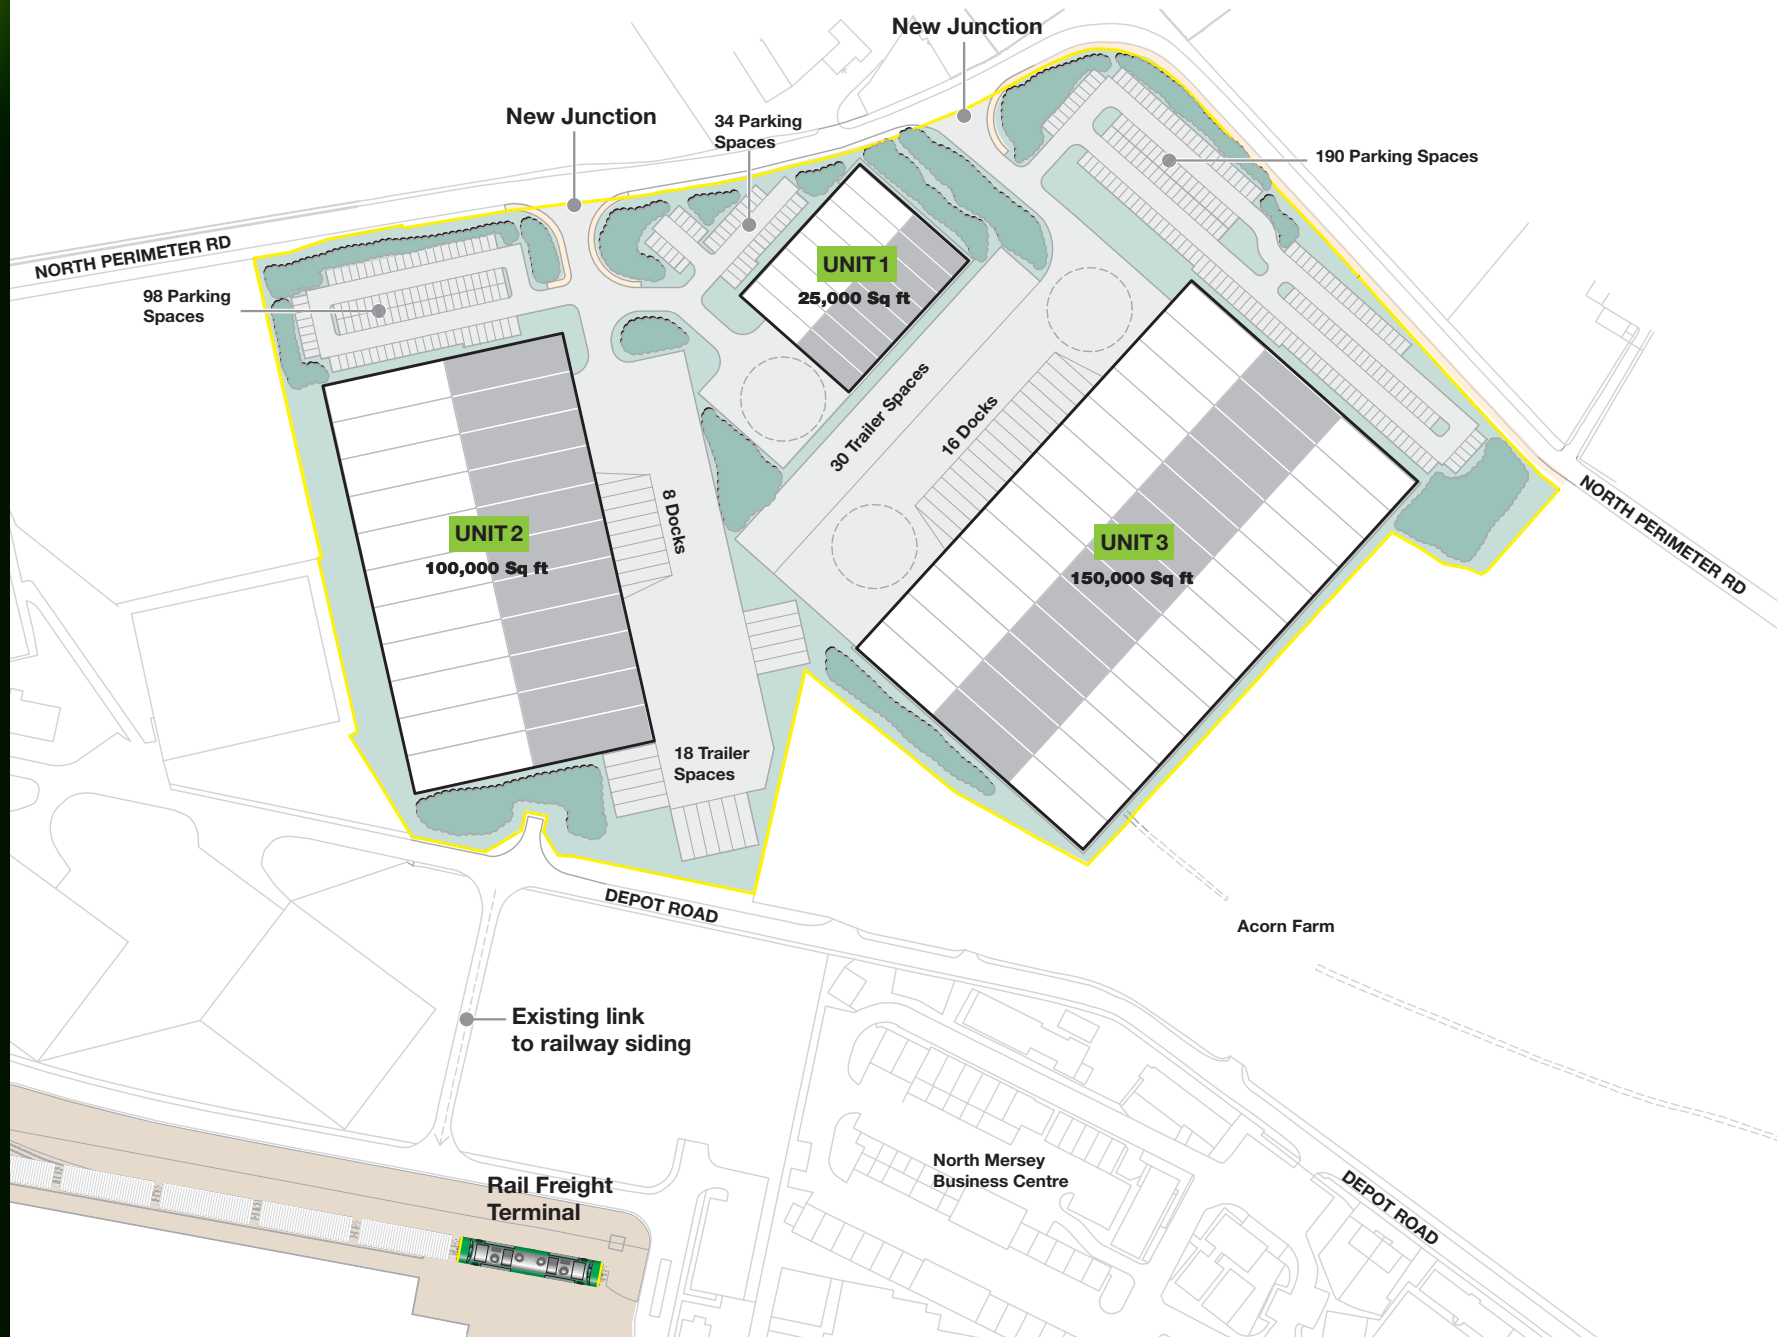 New Junction
New Junction
34 Parking
Spaces
190 Parking Spaces
NORTH PERIMETER RD
98 Parking
Spaces
UNIT 1
25,000 Sq ft
30 Trailer Spaces
16 Docks
8 Docks
UNIT 2
100,000 Sq ft
UNIT 3
150,000 Sq ft
NORTH PERIMETER RD
18 Trailer
Spaces
DEPOT ROAD
Acorn Farm
Existing link
to railway siding
North Mersey
Business Centre
Rail Freight
Terminal
DEPOT ROAD